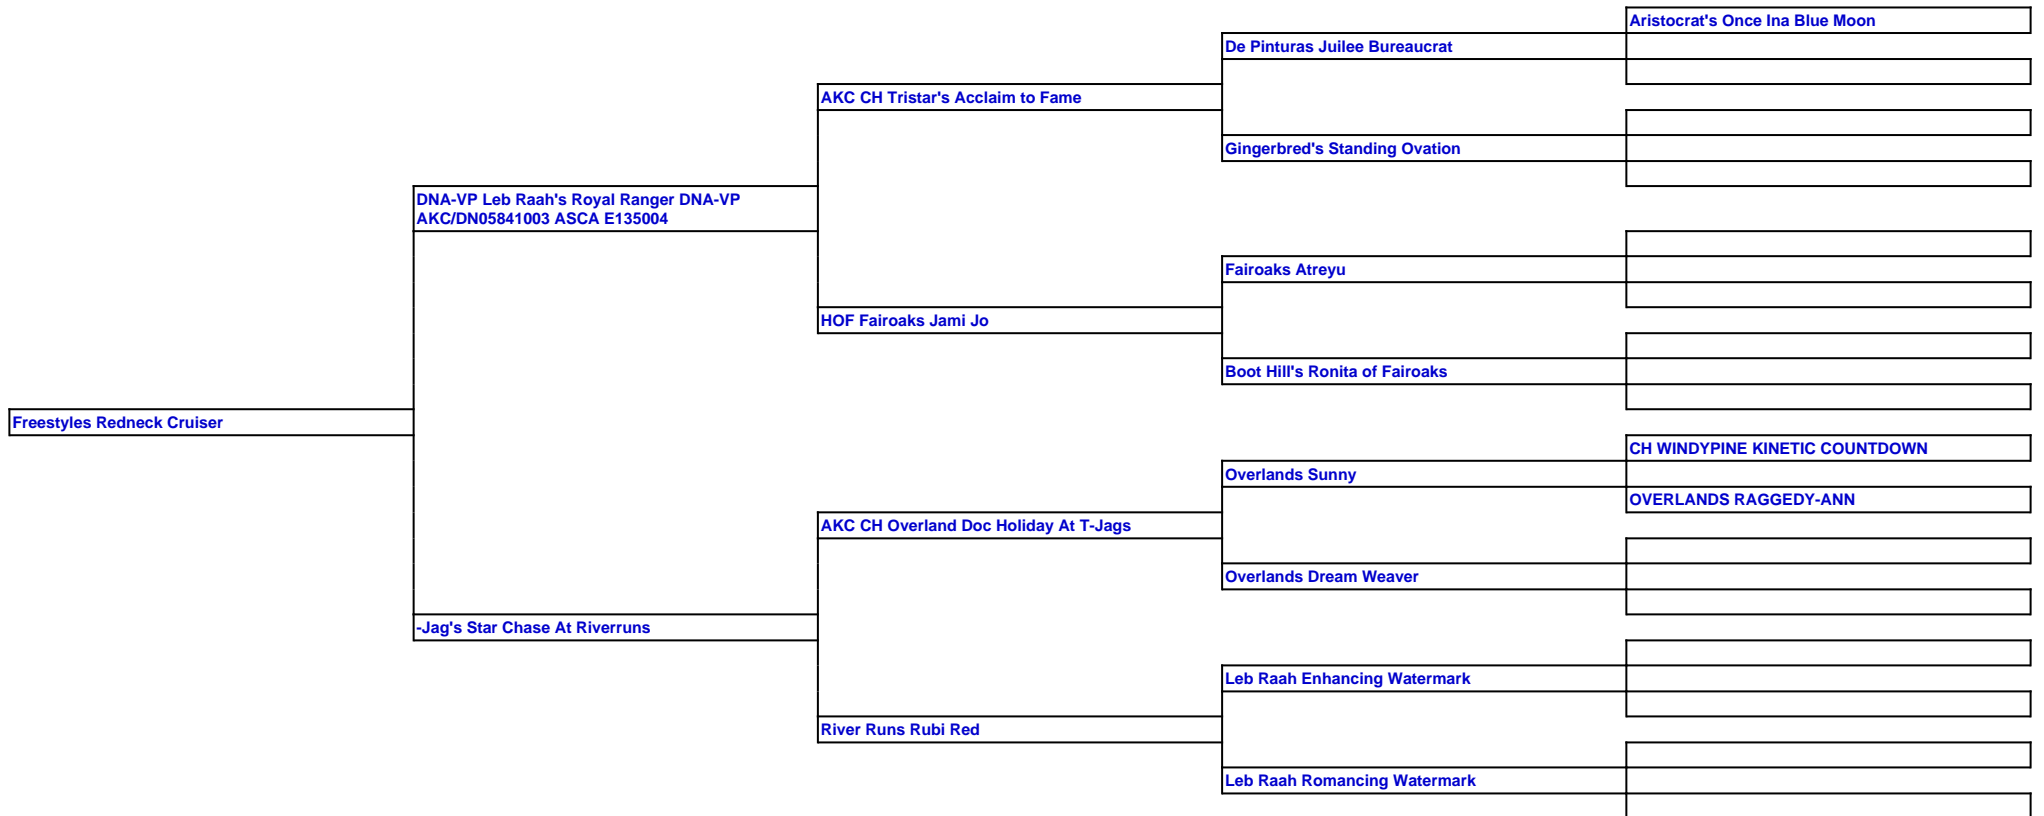 Aristocrat's Once Ina Blue Moon
De Pinturas Juilee Bureaucrat
AKC CH Tristar's Acclaim to Fame
Gingerbred's Standing Ovation
DNA-VP Leb Raah's Royal Ranger DNA-VP
AKC/DN05841003 ASCA E135004
Fairoaks Atreyu
HOF Fairoaks Jami Jo
Boot Hill's Ronita of Fairoaks
Freestyles Redneck Cruiser
CH WINDYPINE KINETIC COUNTDOWN
Overlands Sunny
OVERLANDS RAGGEDY-ANN
AKC CH Overland Doc Holiday At T-Jags
Overlands Dream Weaver
-Jag's Star Chase At Riverruns
Leb Raah Enhancing Watermark
River Runs Rubi Red
Leb Raah Romancing Watermark